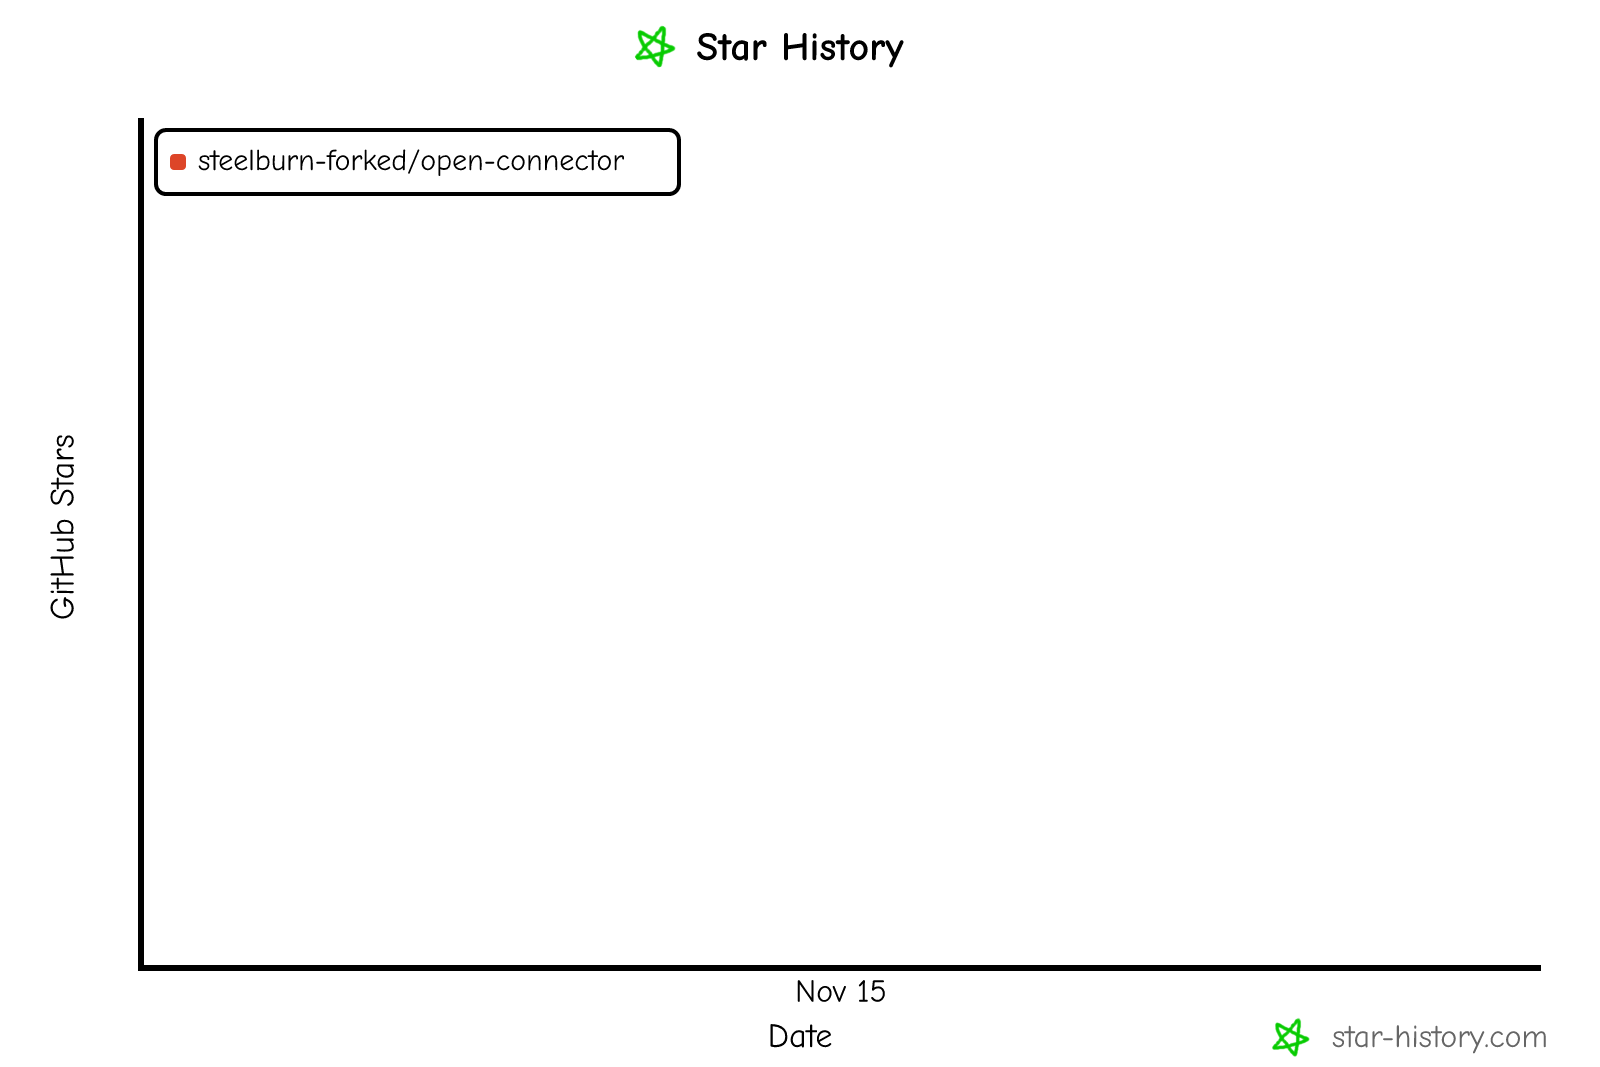 Star History
steelburn-forked/open-connector
GitHub Stars
Nov 15
Date
star-history.com